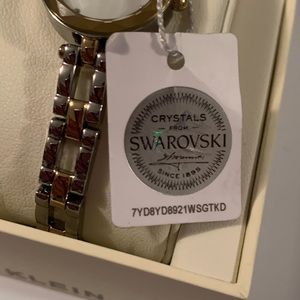 CRYSTALS
FROM
SWAROVSKI
SINCE 1895
7YD8YD8921WSGTKD
KLEIN